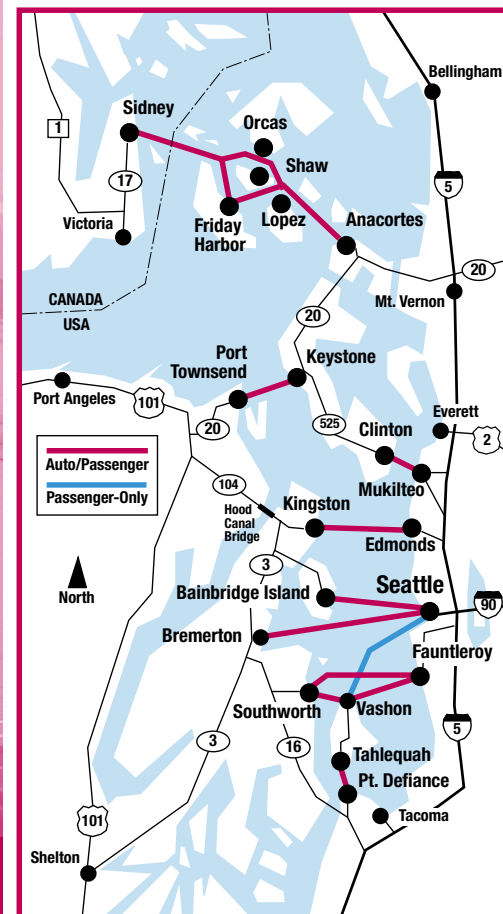 Bellingham
Sidney
1
Orcas
Shaw
5
17
Friday
Harbor
Lopez
Victoria
Anacortes
20
CANADA
USA
Mt. Vernon
20
Port
Townsend
Keystone
Port Angeles
101
20
525
Everett
2
Clinton
Auto/Passenger
Passenger-Only
Mukilteo
104
Hood
Canal
Bridge
Kingston
Edmonds
3
North
Bainbridge Island
Seattle
90
Bremerton
Fauntleroy
Southworth
Vashon
5
3
16
Tahlequah
Pt. Defiance
101
Tacoma
Shelton